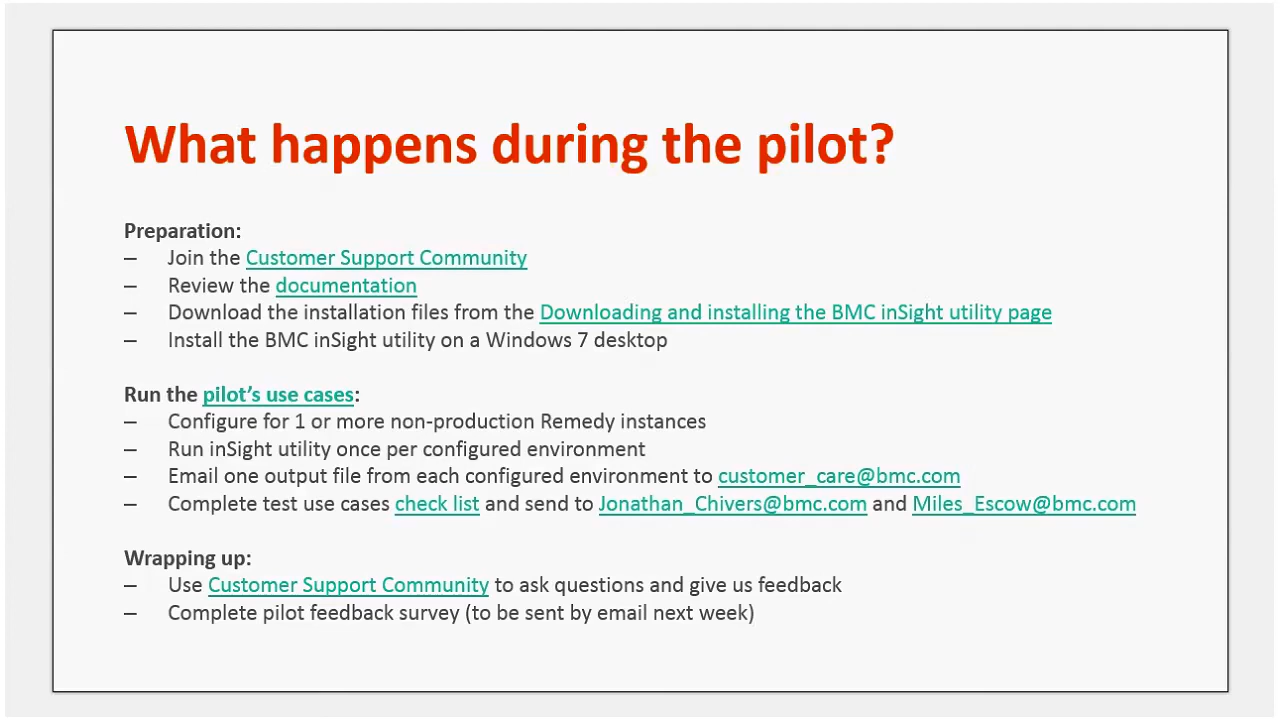 What happens during the pilot?
Preparation:
– Join the Customer Support Community
– Review the documentation
– Download the installation files from the Downloading and installing the BMC inSight utility page
– Install the BMC inSight utility on a Windows 7 desktop
Run the pilot’s use cases:
– Configure for 1 or more non-production Remedy instances
– Run inSight utility once per configured environment
– Email one output file from each configured environment to customer_care@bmc.com
– Complete test use cases check list and send to Jonathan_Chivers@bmc.com and Miles_Escow@bmc.com
Wrapping up:
– Use Customer Support Community to ask questions and give us feedback
– Complete pilot feedback survey (to be sent by email next week)